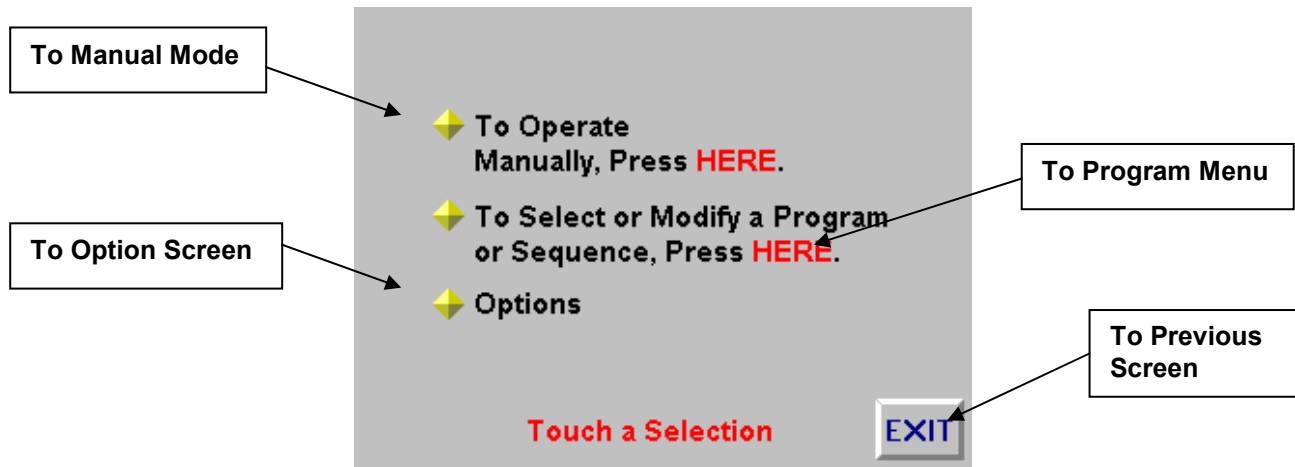 To Manual Mode
To Operate
Manually, Press HERE.
To Program Menu
To Select or Modify a Program
or Sequence, Press HERE.
To Option Screen
Options
To Previous
Screen
Touch a Selection
EXIT